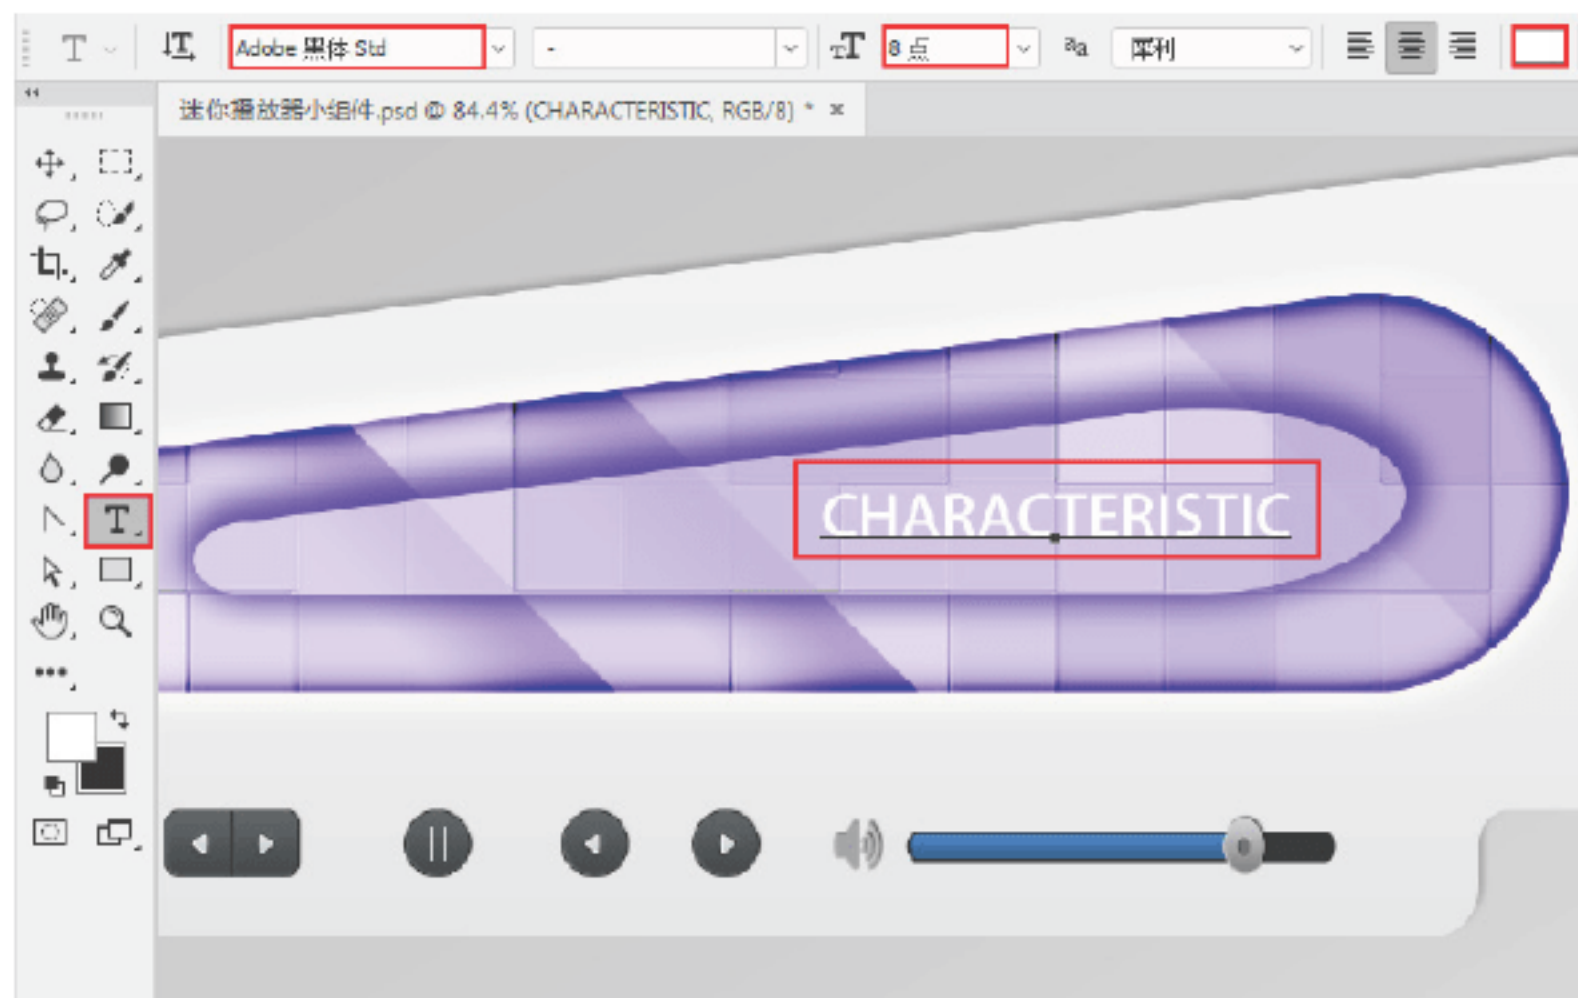 Adobe 黑体 Std - 8 点 aa 犀利
迷你播放器小组件.psd @ 84.4% (CHARACTERISTIC, RGB/8) *
CHARACTERISTIC